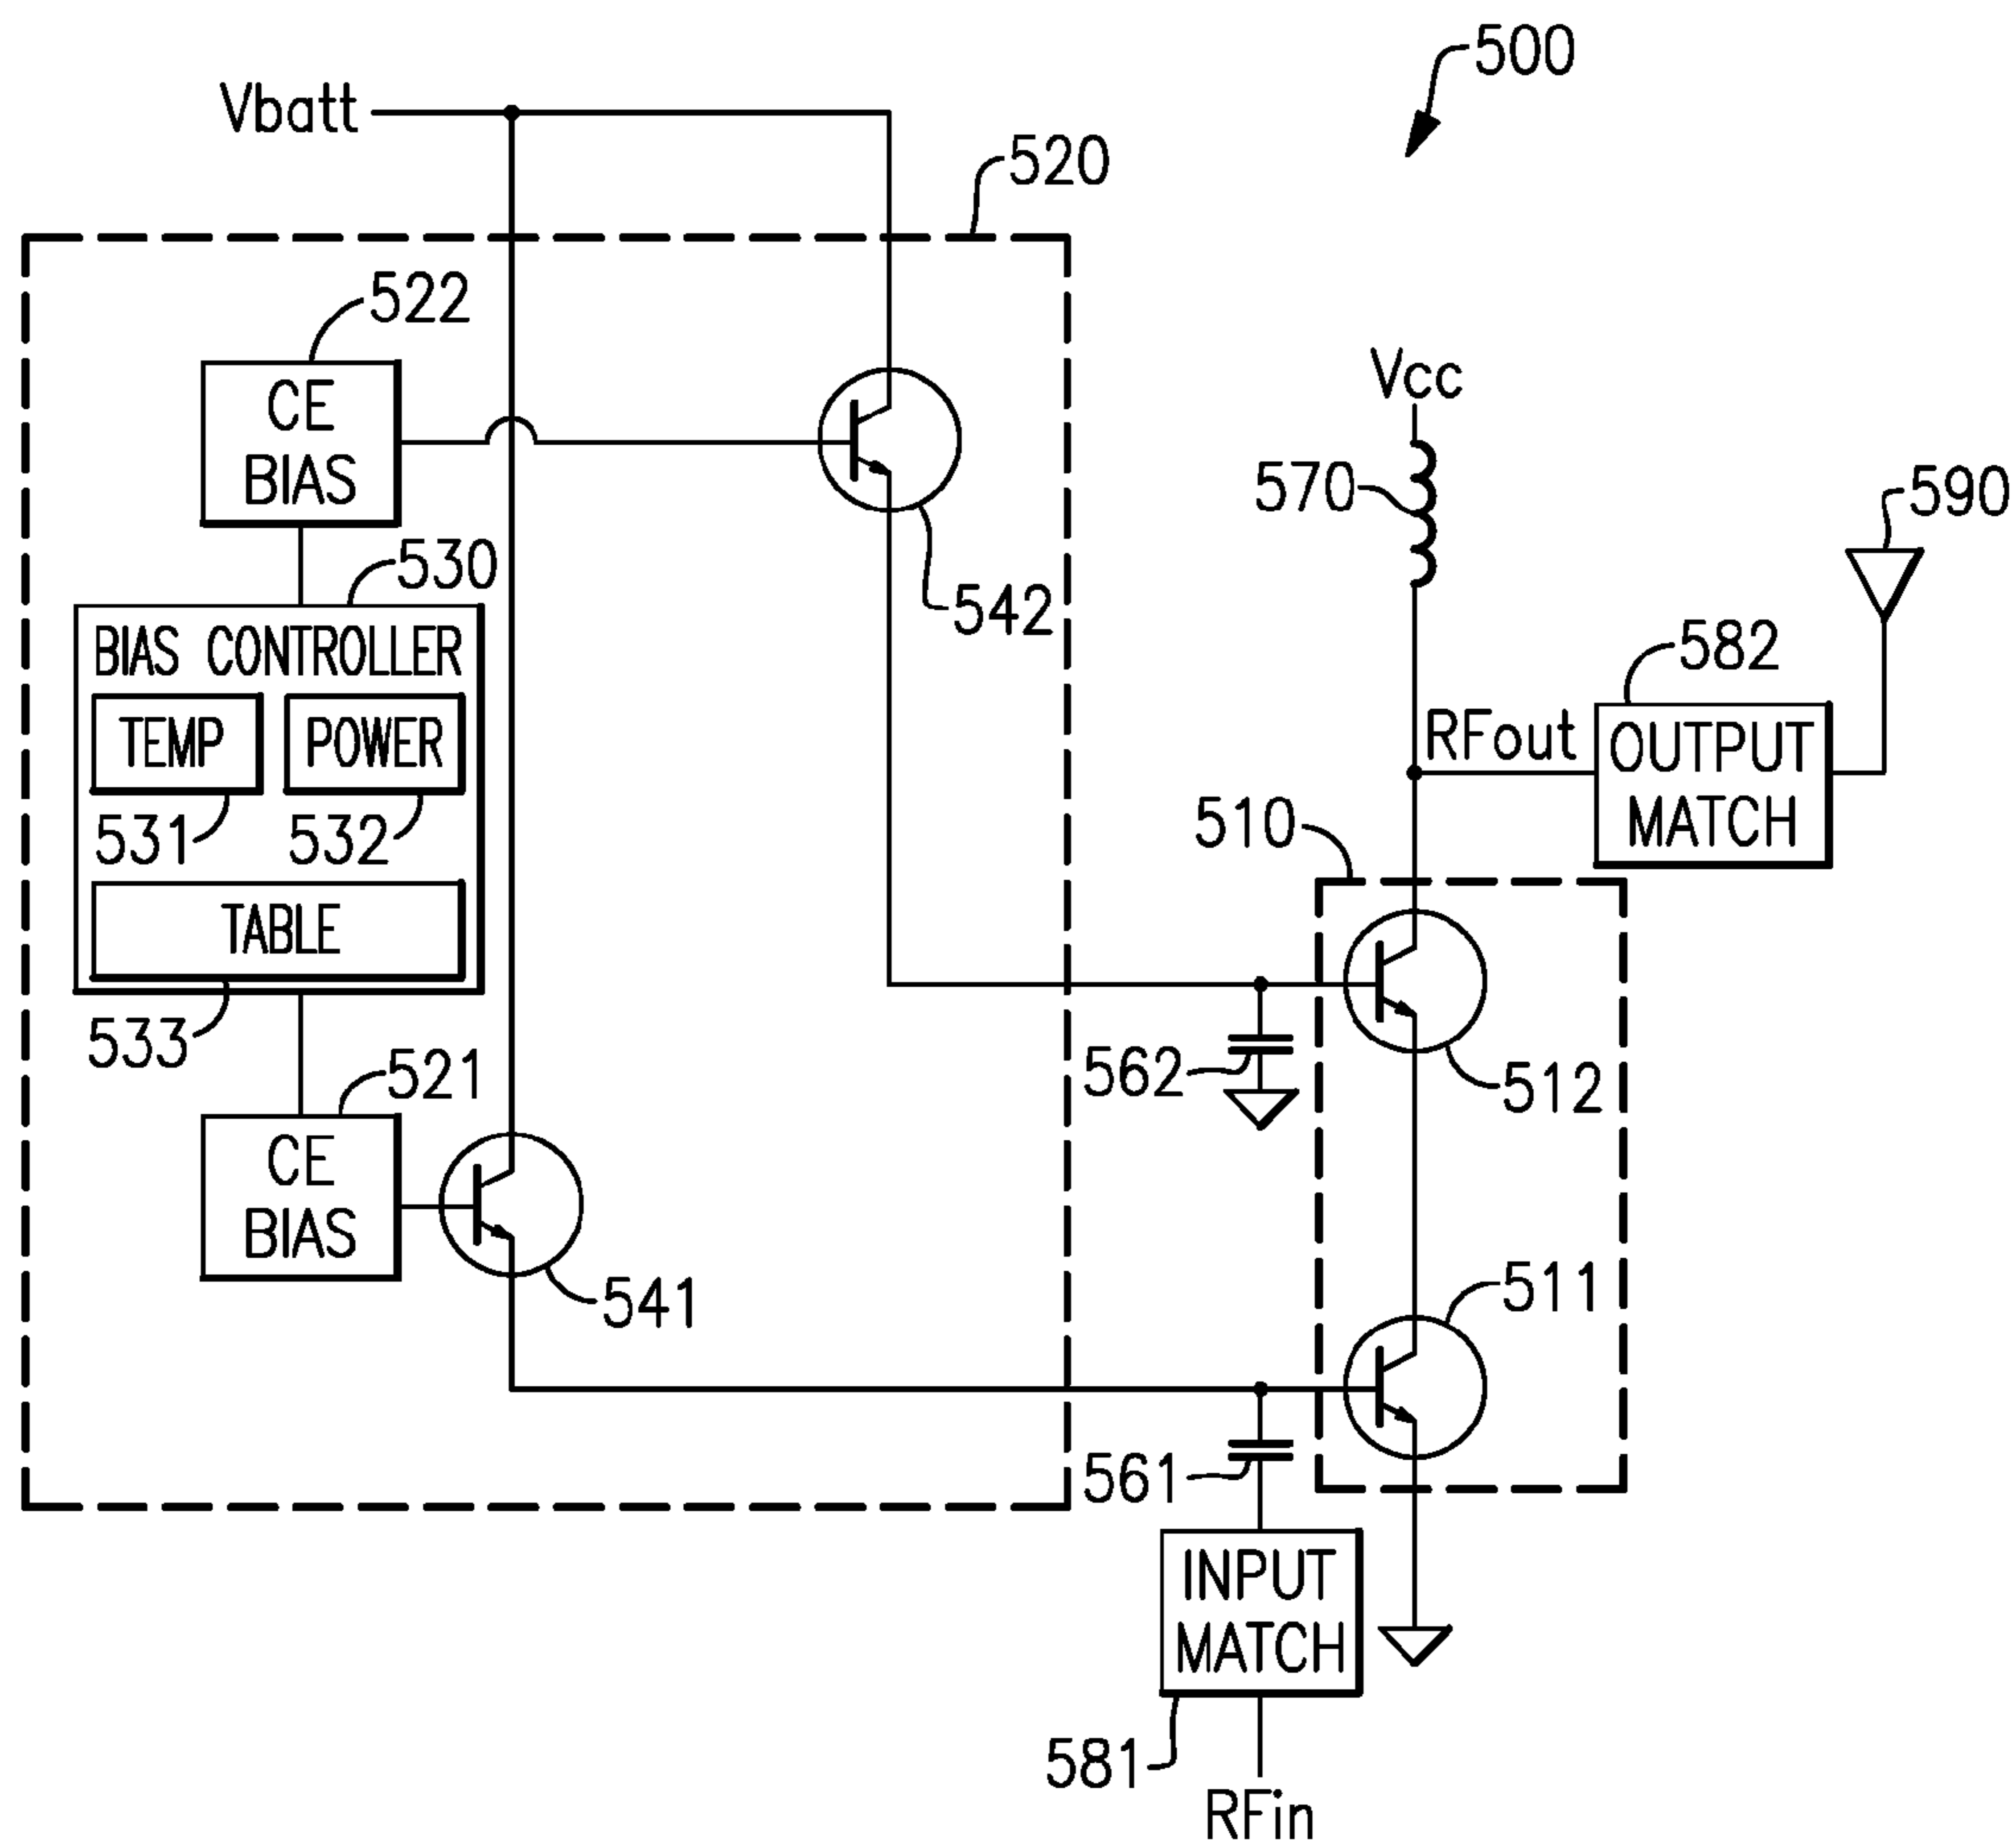 500
Vbatt
520
522
CE
BIAS
Vcc
570
590
530
542
BIAS CONTROLLER
582
TEMP
POWER
RFout
OUTPUT
MATCH
531
532
510
TABLE
533
521
562
512
CE
BIAS
541
511
561
INPUT
MATCH
581
RFin